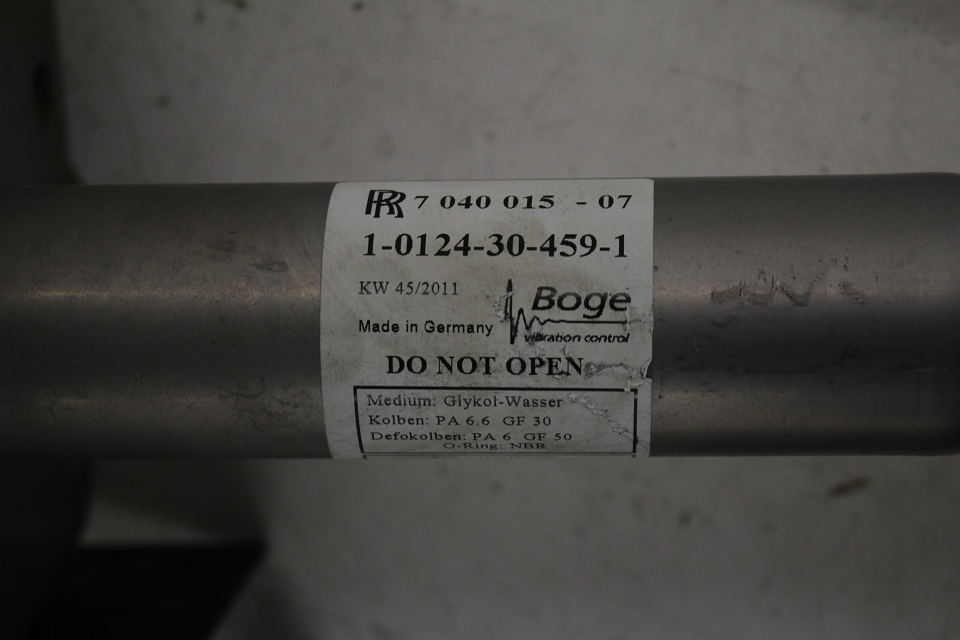 RR 7 040 015 - 07
1-0124-30-459-1
KW 45/2011
Boge
Made in Germany
vibration control
DO NOT OPEN
Medium: Glykol-Wasser
Kolben: PA 6.6 GF 30
Defokolben: PA 6 GF 50
O-Ring: NBR